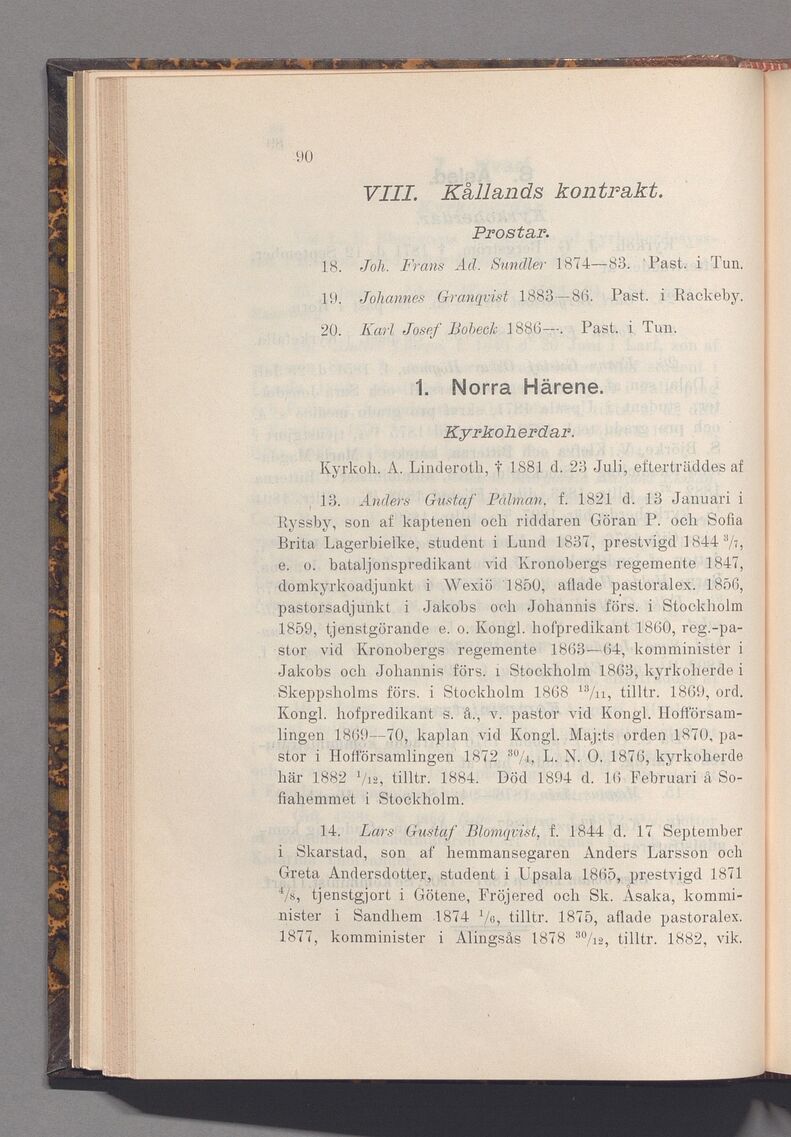 90
VIII. Kållands kontrakt.
Prostar.
18. Joh. Frans Ad. Sundler 1874—83. Past. i Tun.
19. Johannes Granqvist 1883—86. Past. i Rackeby.
20. Karl Josef Bobeck 1886—. Past. i Tun.
1. Norra Härene.
Kyrkoherdar.
Kyrkoh. A. Linderoth, † 1881 d. 23 Juli, efterträddes af
13. Anders Gustaf Pålman, f. 1821 d. 13 Januari i
Ryssby, son af kaptenen och riddaren Göran P. och Sofia
Brita Lagerbielke, student i Lund 1837, prestvigd 1844 ³/₇,
e. o. bataljonspredikant vid Kronobergs regemente 1847,
domkyrkoadjunkt i Wexiö 1850, aflade pastoralex. 1856,
pastorsadjunkt i Jakobs och Johannis förs. i Stockholm
1859, tjenstgörande e. o. Kongl. hofpredikant 1860, reg.-pa-
stor vid Kronobergs regemente 1863—64, komminister i
Jakobs och Johannis förs. i Stockholm 1863, kyrkoherde i
Skeppsholms förs. i Stockholm 1868 ¹³/₁₁, tilltr. 1869, ord.
Kongl. hofpredikant s. å., v. pastor vid Kongl. Hofförsam-
lingen 1869—70, kaplan vid Kongl. Maj:ts orden 1870, pa-
stor i Hofförsamlingen 1872 ³⁰/₄, L. N. O. 1876, kyrkoherde
här 1882 ¹/₁₂, tilltr. 1884. Död 1894 d. 16 Februari å So-
fiahemmet i Stockholm.
14. Lars Gustaf Blomqvist, f. 1844 d. 17 September
i Skarstad, son af hemmansegaren Anders Larsson och
Greta Andersdotter, student i Upsala 1865, prestvigd 1871
⁴/₈, tjenstgjort i Götene, Fröjered och Sk. Åsaka, kommi-
nister i Sandhem 1874 ¹/₆, tilltr. 1875, aflade pastoralex.
1877, komminister i Alingsås 1878 ³⁰/₁₂, tilltr. 1882, vik.